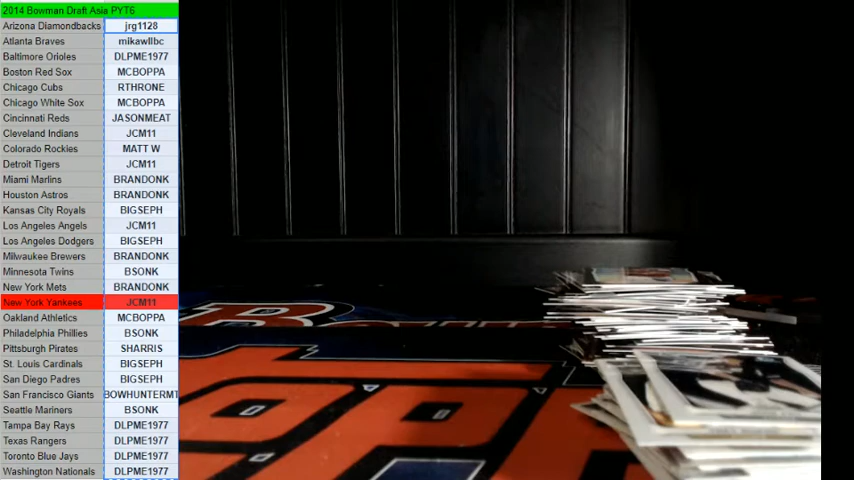 2014 Bowman Draft Asia PYT6
Arizona Diamondbacks jrg1128
Atlanta Braves mikawllbc
Baltimore Orioles DLPME1977
Boston Red Sox MCBOPPA
Chicago Cubs RTHRONE
Chicago White Sox MCBOPPA
Cincinnati Reds JASONMEAT
Cleveland Indians JCM11
Colorado Rockies MATT W
Detroit Tigers JCM11
Miami Marlins BRANDONK
Houston Astros BRANDONK
Kansas City Royals BIGSEPH
Los Angeles Angels JCM11
Los Angeles Dodgers BIGSEPH
Milwaukee Brewers BRANDONK
Minnesota Twins BSONK
New York Mets BRANDONK
New York Yankees JCM11
Oakland Athletics MCBOPPA
Philadelphia Phillies BSONK
Pittsburgh Pirates SHARRIS
St. Louis Cardinals BIGSEPH
San Diego Padres BIGSEPH
San Francisco Giants BOWHUNTERMT
Seattle Mariners BSONK
Tampa Bay Rays DLPME1977
Texas Rangers DLPME1977
Toronto Blue Jays DLPME1977
Washington Nationals DLPME1977